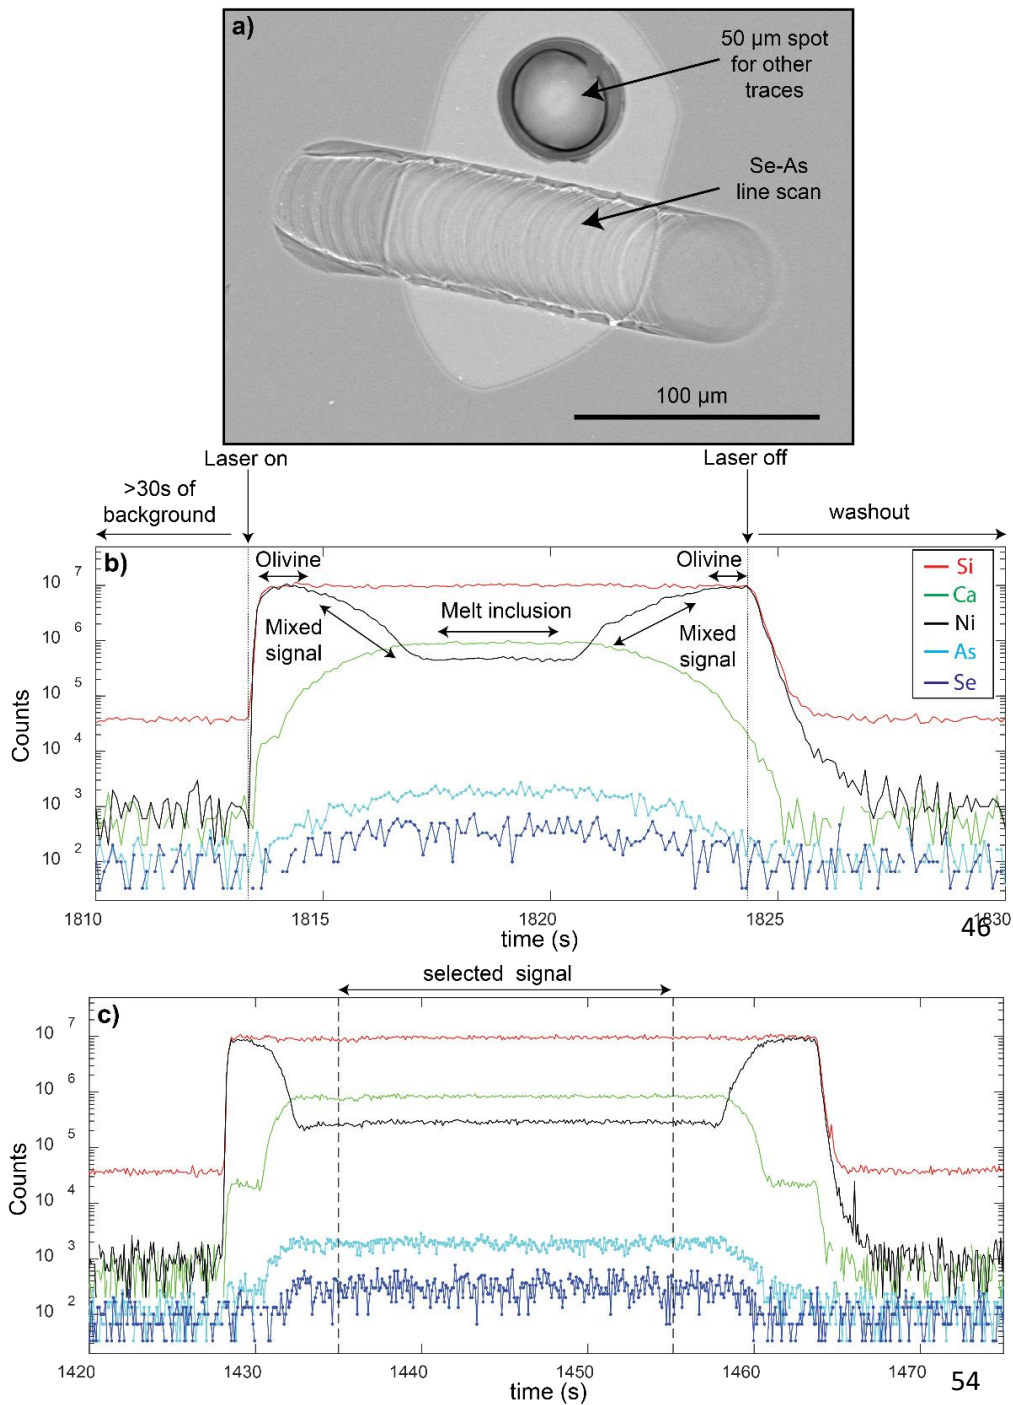 a)
50 µm spot
for other
traces
Se-As
line scan
100 µm
Laser on
Laser off
>30s of
background
washout
b)
Olivine
Olivine
Mixed
signal
Melt inclusion
Mixed
signal
Si
Ca
Ni
As
Se
10 7
10 6
10 5
10 4
10 3
10 2
Counts
1810
1815
1820
1825
1830
time (s)
46
selected signal
c)
10 7
10 6
10 5
10 4
10 3
10 2
Counts
1420
1430
1440
1450
1460
1470
time (s)
54